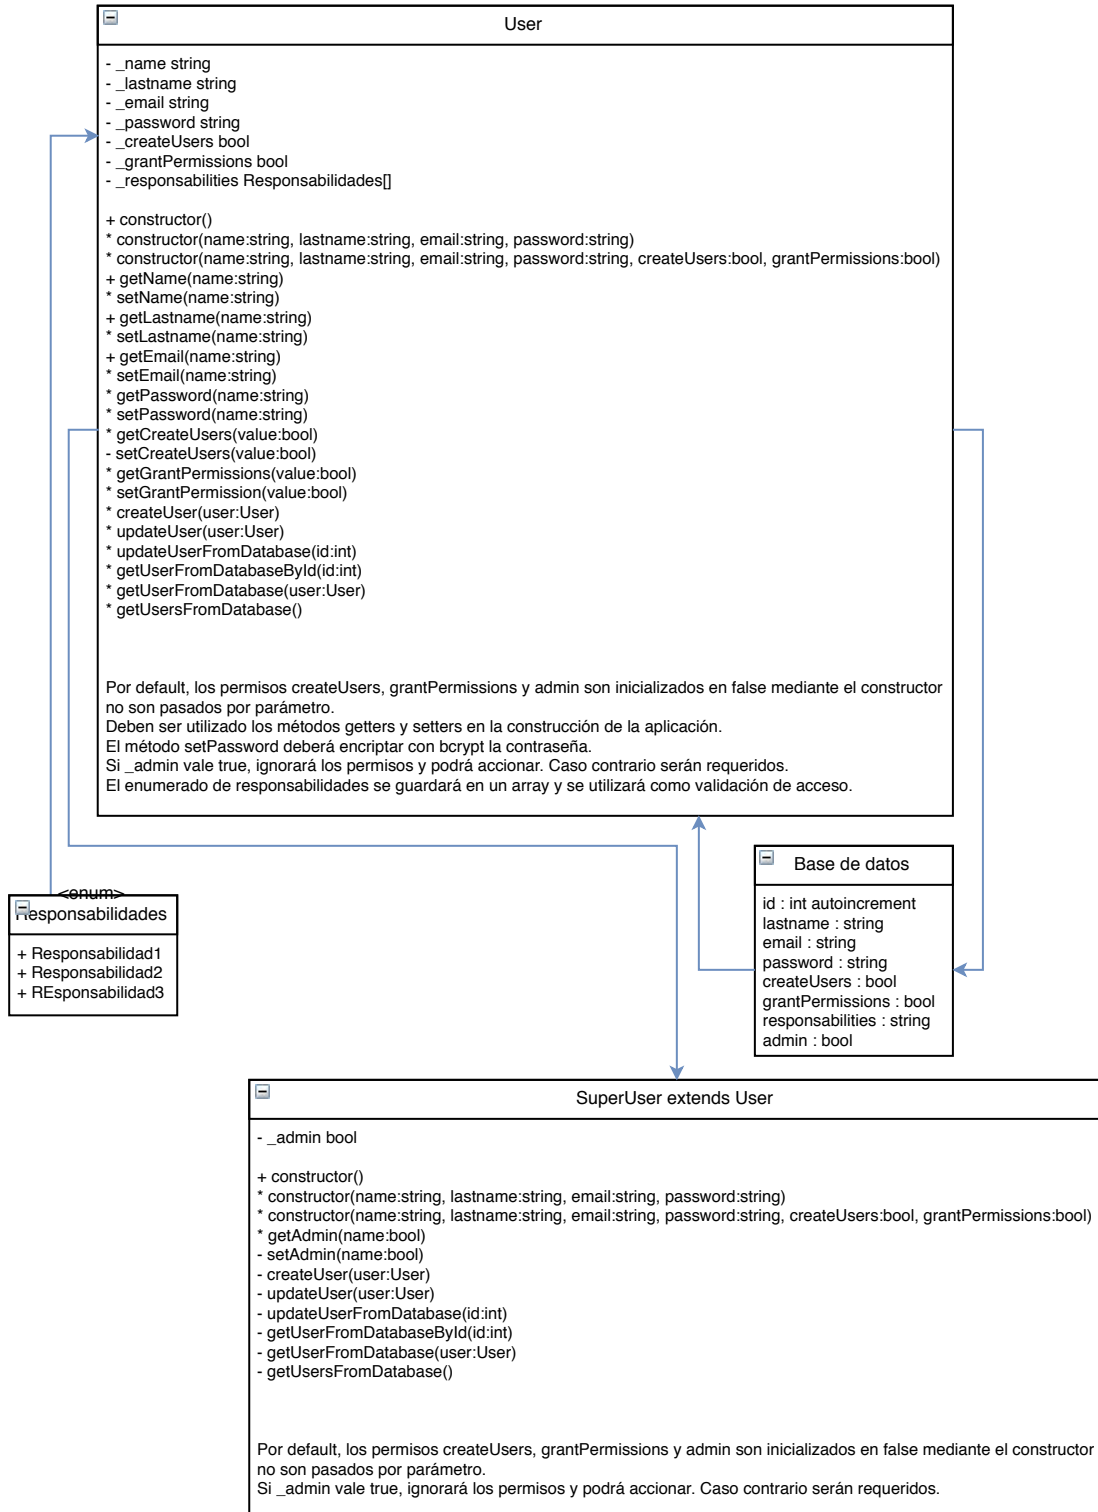 User
- _name string
- _lastname string
- _email string
- _password string
- _createUsers bool
- _grantPermissions bool
- _responsabilities Responsabilidades[]
+ constructor()
* constructor(name:string, lastname:string, email:string, password:string)
* constructor(name:string, lastname:string, email:string, password:string, createUsers:bool, grantPermissions:bool)
+ getName(name:string)
* setName(name:string)
+ getLastname(name:string)
* setLastname(name:string)
+ getEmail(name:string)
* setEmail(name:string)
* getPassword(name:string)
* setPassword(name:string)
* getCreateUsers(value:bool)
- setCreateUsers(value:bool)
* getGrantPermissions(value:bool)
* setGrantPermission(value:bool)
* createUser(user:User)
* updateUser(user:User)
* updateUserFromDatabase(id:int)
* getUserFromDatabaseById(id:int)
* getUserFromDatabase(user:User)
* getUsersFromDatabase()
Por default, los permisos createUsers, grantPermissions y admin son inicializados en false mediante el constructor
no son pasados por parámetro.
Deben ser utilizado los métodos getters y setters en la construcción de la aplicación.
El método setPassword deberá encriptar con bcrypt la contraseña.
Si _admin vale true, ignorará los permisos y podrá accionar. Caso contrario serán requeridos.
El enumerado de responsabilidades se guardará en un array y se utilizará como validación de acceso.
<enum>
Responsabilidades
+ Responsabilidad1
+ Responsabilidad2
+ REsponsabilidad3
Base de datos
id : int autoincrement
lastname : string
email : string
password : string
createUsers : bool
grantPermissions : bool
responsabilities : string
admin : bool
SuperUser extends User
- _admin bool
+ constructor()
* constructor(name:string, lastname:string, email:string, password:string)
* constructor(name:string, lastname:string, email:string, password:string, createUsers:bool, grantPermissions:bool)
* getAdmin(name:bool)
- setAdmin(name:bool)
- createUser(user:User)
- updateUser(user:User)
- updateUserFromDatabase(id:int)
- getUserFromDatabaseById(id:int)
- getUserFromDatabase(user:User)
- getUsersFromDatabase()
Por default, los permisos createUsers, grantPermissions y admin son inicializados en false mediante el constructor
no son pasados por parámetro.
Si _admin vale true, ignorará los permisos y podrá accionar. Caso contrario serán requeridos.